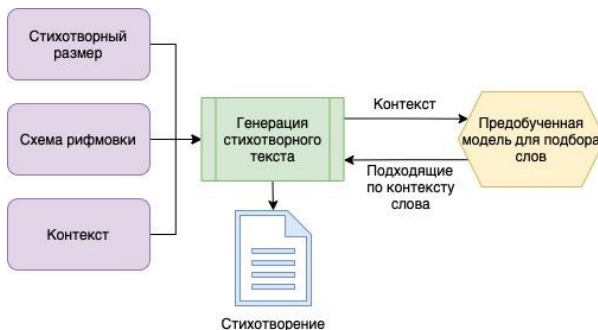 Стихотворный
размер
Схема рифмовки
Контекст
Генерация
стихотворного
текста
Контекст
Подходящие
по контексту
слова
Предобученная
модель для подбора
слов
Стихотворение